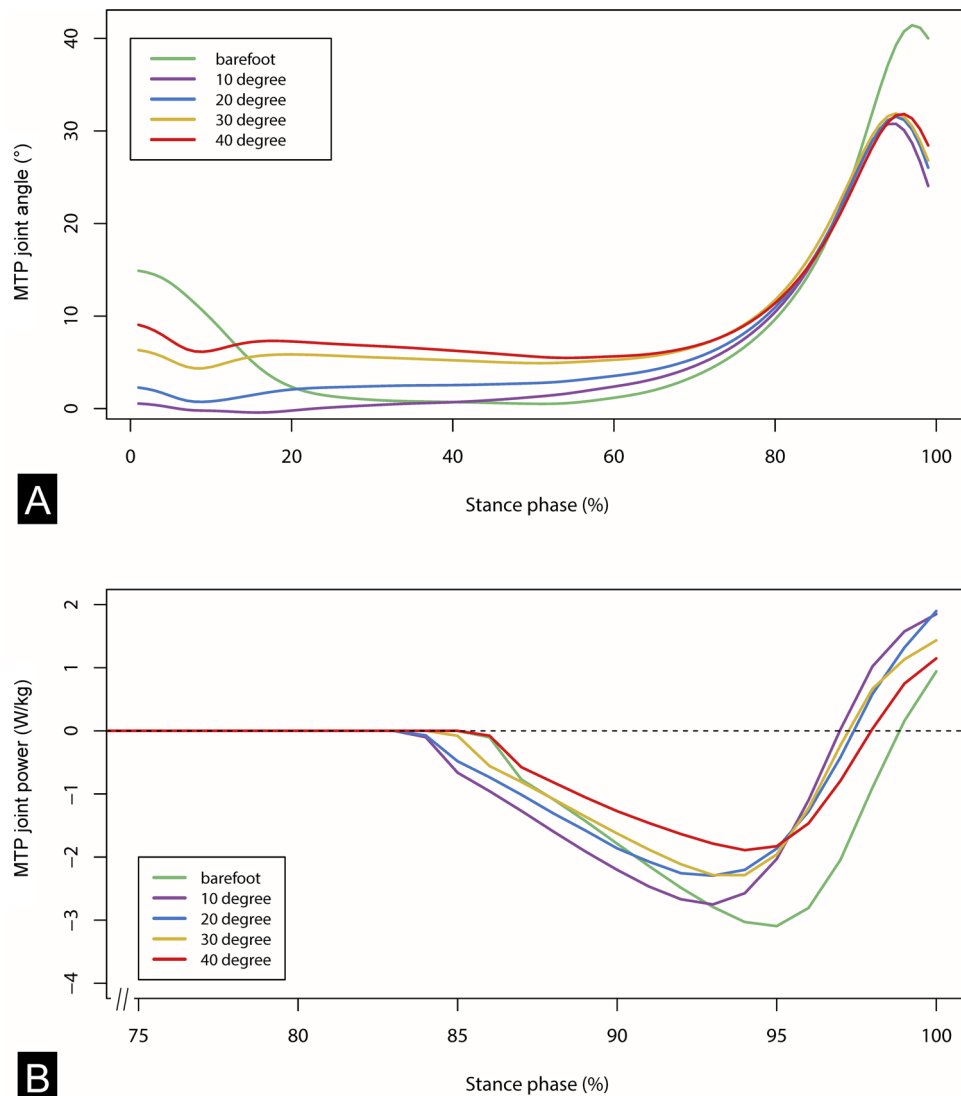 MTP joint angle (°)
40
30
20
10
0
barefoot
10 degree
20 degree
30 degree
40 degree
0 20 40 60 80 100
Stance phase (%)
A
MTP joint power (W/kg)
2
1
0
−1
−2
−3
−4
barefoot
10 degree
20 degree
30 degree
40 degree
75 80 85 90 95 100
Stance phase (%)
B